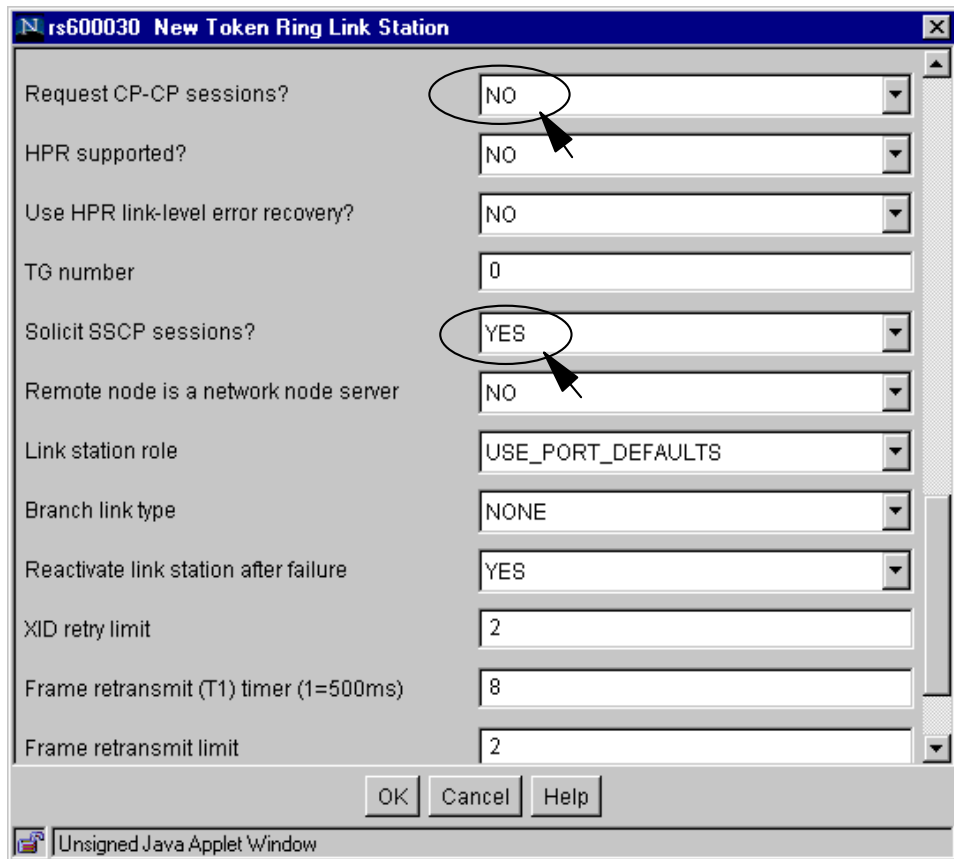 N rs600030 New Token Ring Link Station
Request CP-CP sessions? NO
HPR supported? NO
Use HPR link-level error recovery? NO
TG number 0
Solicit SSCP sessions? YES
Remote node is a network node server NO
Link station role USE_PORT_DEFAULTS
Branch link type NONE
Reactivate link station after failure YES
XID retry limit 2
Frame retransmit (T1) timer (1=500ms) 8
Frame retransmit limit 2
OK Cancel Help
Unsigned Java Applet Window